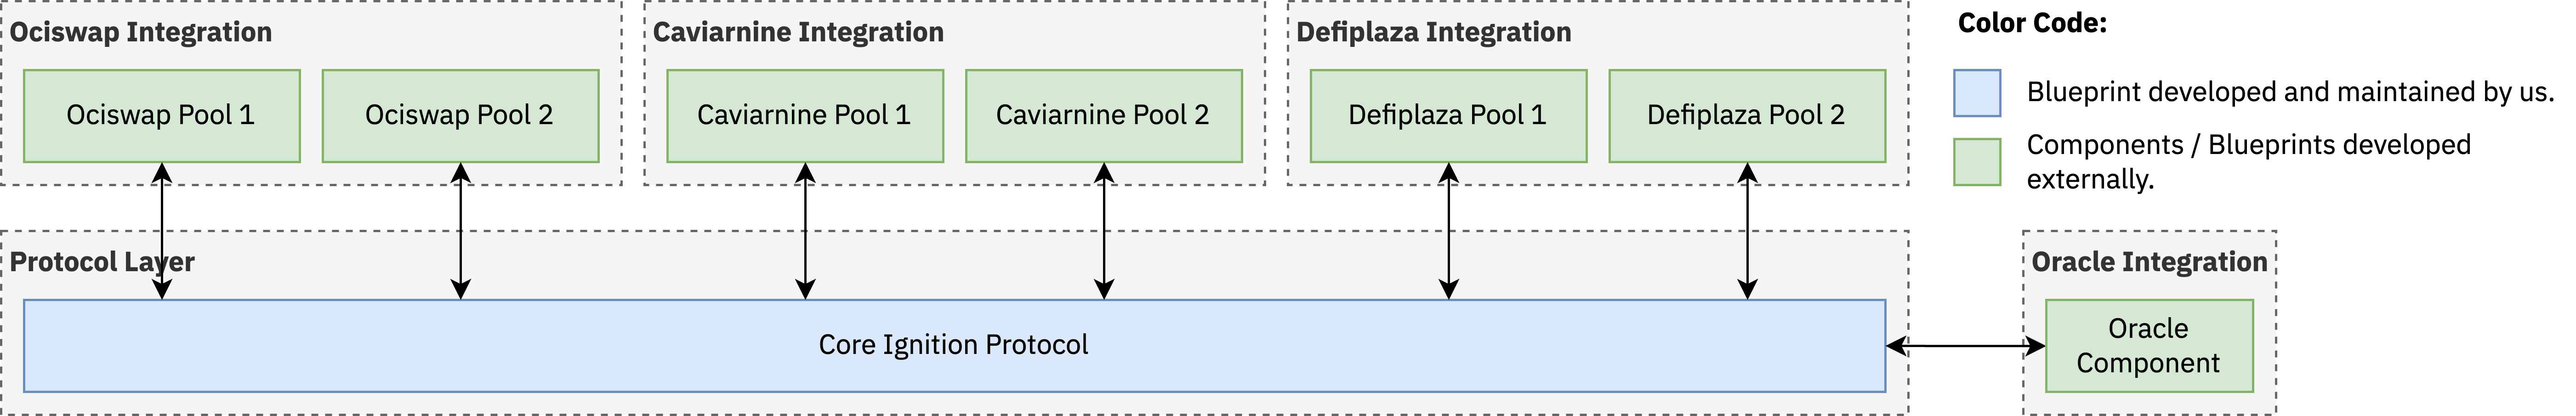 Ociswap Integration
Ociswap Pool 1
Ociswap Pool 2
Caviarnine Integration
Caviarnine Pool 1
Caviarnine Pool 2
Defiplaza Integration
Defiplaza Pool 1
Defiplaza Pool 2
Color Code:
Blueprint developed and maintained by us.
Components / Blueprints developed
externally.
Protocol Layer
Core Ignition Protocol
Oracle Integration
Oracle
Component